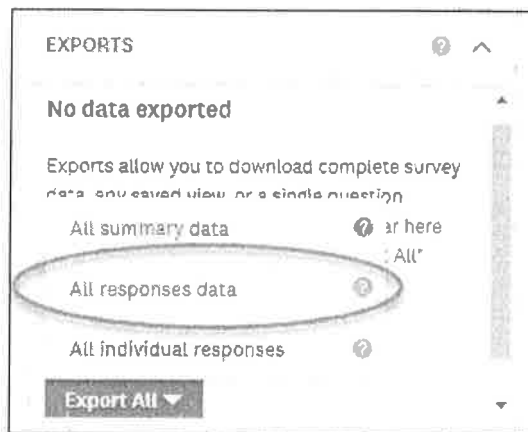 EXPORTS
No data exported
Exports allow you to download complete survey
data, any saved view, or a single question
All summary data
ar here
All"
All responses data
All individual responses
Export All